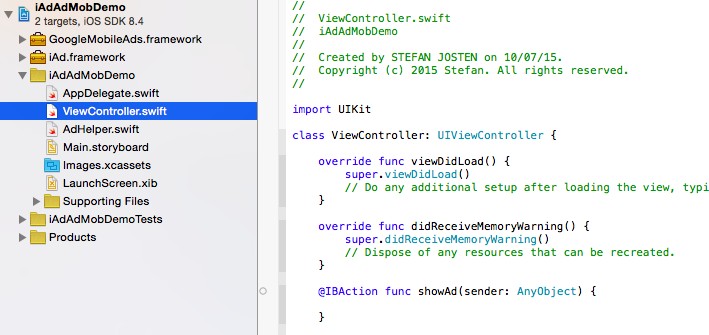 iAdAdMobDemo
2 targets, iOS SDK 8.4
GoogleMobileAds.framework
iAd.framework
iAdAdMobDemo
AppDelegate.swift
ViewController.swift
AdHelper.swift
Main.storyboard
Images.xcassets
LaunchScreen.xib
Supporting Files
iAdAdMobDemoTests
Products
//
//  ViewController.swift
//  iAdAdMobDemo
//
//  Created by STEFAN JOSTEN on 10/07/15.
//  Copyright (c) 2015 Stefan. All rights reserved.
//
import UIKit
class ViewController: UIViewController {
override func viewDidLoad() {
super.viewDidLoad()
// Do any additional setup after loading the view, typi
}
override func didReceiveMemoryWarning() {
super.didReceiveMemoryWarning()
// Dispose of any resources that can be recreated.
}
@IBAction func showAd(sender: AnyObject) {
}